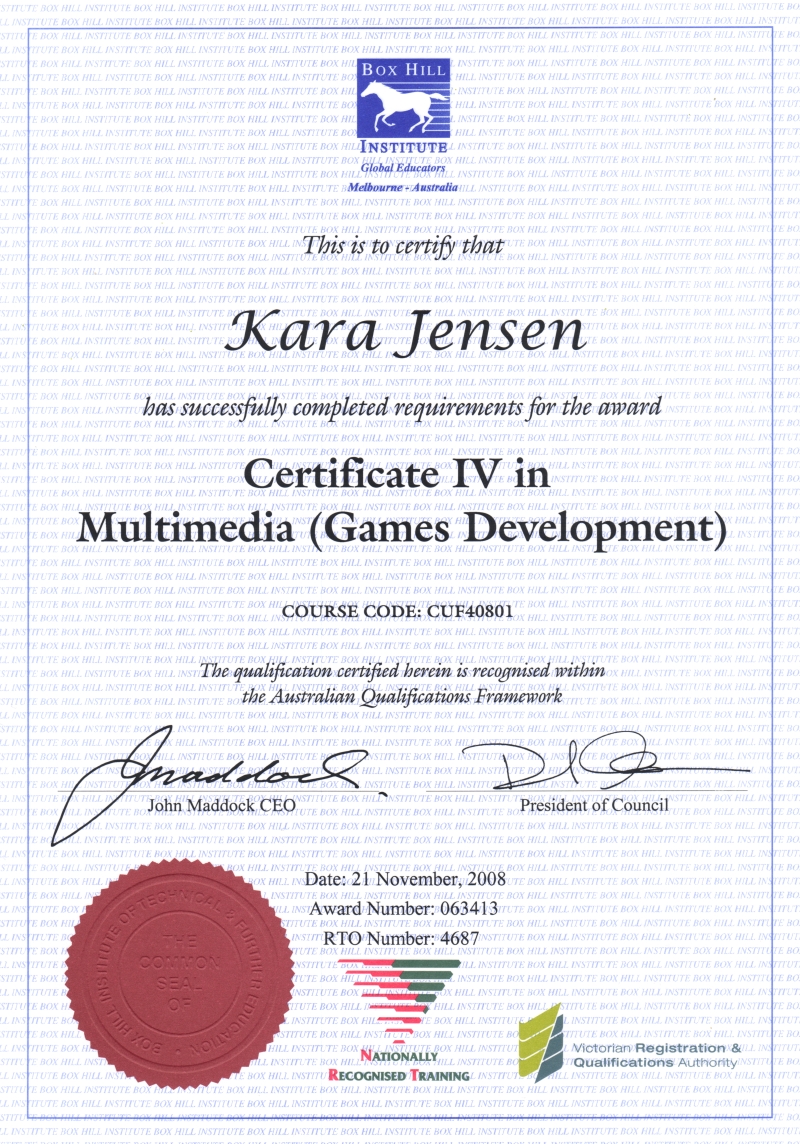 BOX HILL
INSTITUTE
Global Educators
Melbourne - Australia
This is to certify that
Kara Jensen
has successfully completed requirements for the award
Certificate IV in
Multimedia (Games Development)
COURSE CODE: CUF40801
The qualification certified herein is recognised within
the Australian Qualifications Framework
John Maddock CEO
President of Council
Date: 21 November, 2008
Award Number: 063413
RTO Number: 4687
BOX HILL INSTITUTE OF TECHNICAL & FURTHER EDUCATION
THE
COMMON
SEAL
OF
NATIONALLY
RECOGNISED TRAINING
Victorian Registration &
Qualifications Authority